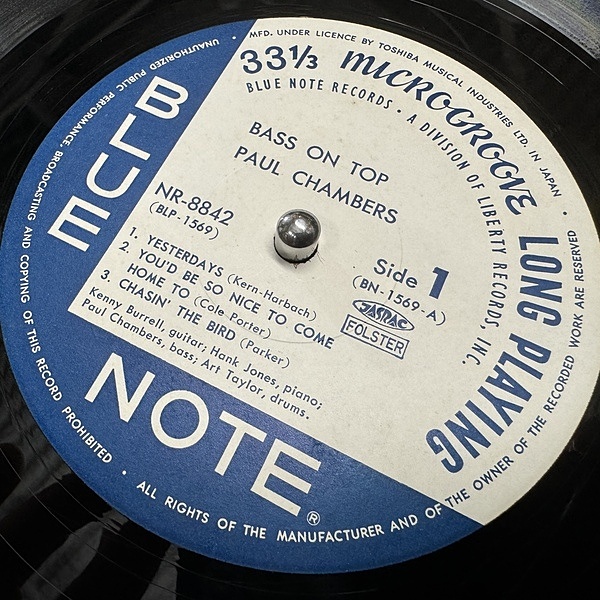 MFD. UNDER LICENCE BY TOSHIBA MUSICAL INDUSTRIES LTD. IN JAPAN
33 1/3 MICROGROOVE LONG PLAYING
BLUE NOTE RECORDS • A DIVISION OF LIBERTY RECORDS, INC.
BASS ON TOP
PAUL CHAMBERS
NR-8842
(BLP-1569)
Side 1
(BN-1569-A)
JASRAC
FOLSTER
1. YESTERDAYS (Kern-Harbach)
2. YOU'D BE SO NICE TO COME
HOME TO (Cole Porter)
3. CHASIN' THE BIRD (Parker)
Kenny Burrell, guitar; Hank Jones, piano;
Paul Chambers, bass; Art Taylor, drums.
BLUE
NOTE®
• ALL RIGHTS OF THE MANUFACTURER AND OF THE OWNER OF THE RECORDED WORK ARE RESERVED •
UNAUTHORIZED PUBLIC PERFORMANCE, BROADCASTING AND COPYING OF THIS RECORD PROHIBITED